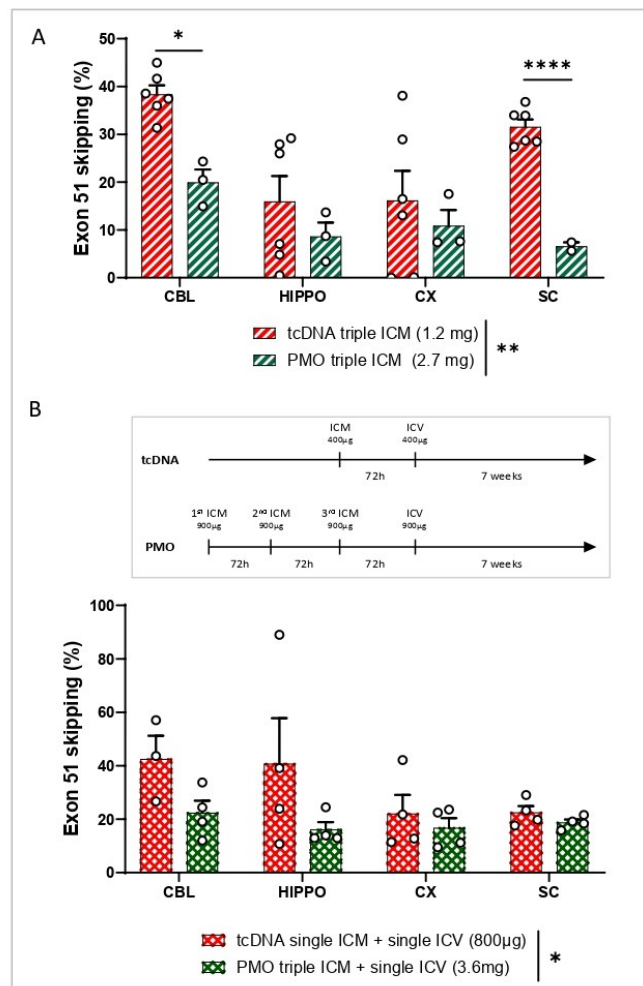 A
Exon 51 skipping (%)
50
40
30
20
10
0
*
****
CBL HIPPO CX SC
tcDNA triple ICM (1.2 mg)
PMO triple ICM (2.7 mg)
**
B
ICM ICV
400µg 400µg
tcDNA
72h 7 weeks
1st ICM 2nd ICM 3rd ICM ICV
900µg 900µg 900µg 900µg
PMO
72h 72h 72h 7 weeks
Exon 51 skipping (%)
100
80
60
40
20
0
CBL HIPPO CX SC
tcDNA single ICM + single ICV (800µg)
PMO triple ICM + single ICV (3.6mg)
*